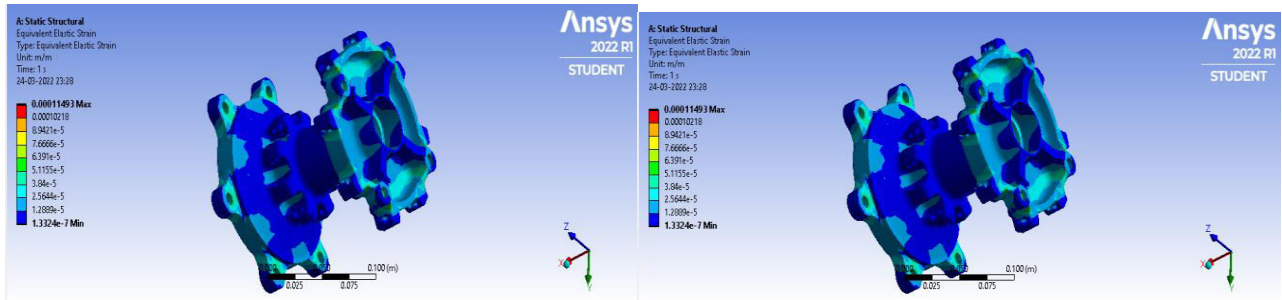 A: Static Structural
Equivalent Elastic Strain
Type: Equivalent Elastic Strain
Unit: m/m
Time: 1 s
24-03-2022 23:28
0.00011493 Max
0.00010218
8.9421e-5
7.6666e-5
6.391e-5
5.1155e-5
3.84e-5
2.5644e-5
1.2889e-5
1.3324e-7 Min
Ansys
2022 R1
STUDENT
0.100 (m)
0.025 0.075
Z
X
Y
A: Static Structural
Equivalent Elastic Strain
Type: Equivalent Elastic Strain
Unit: m/m
Time: 1 s
24-03-2022 23:28
0.00011493 Max
0.00010218
8.9421e-5
7.6666e-5
6.391e-5
5.1155e-5
3.84e-5
2.5644e-5
1.2889e-5
1.3324e-7 Min
Ansys
2022 R1
STUDENT
0.100 (m)
0.025 0.075
Z
X
Y